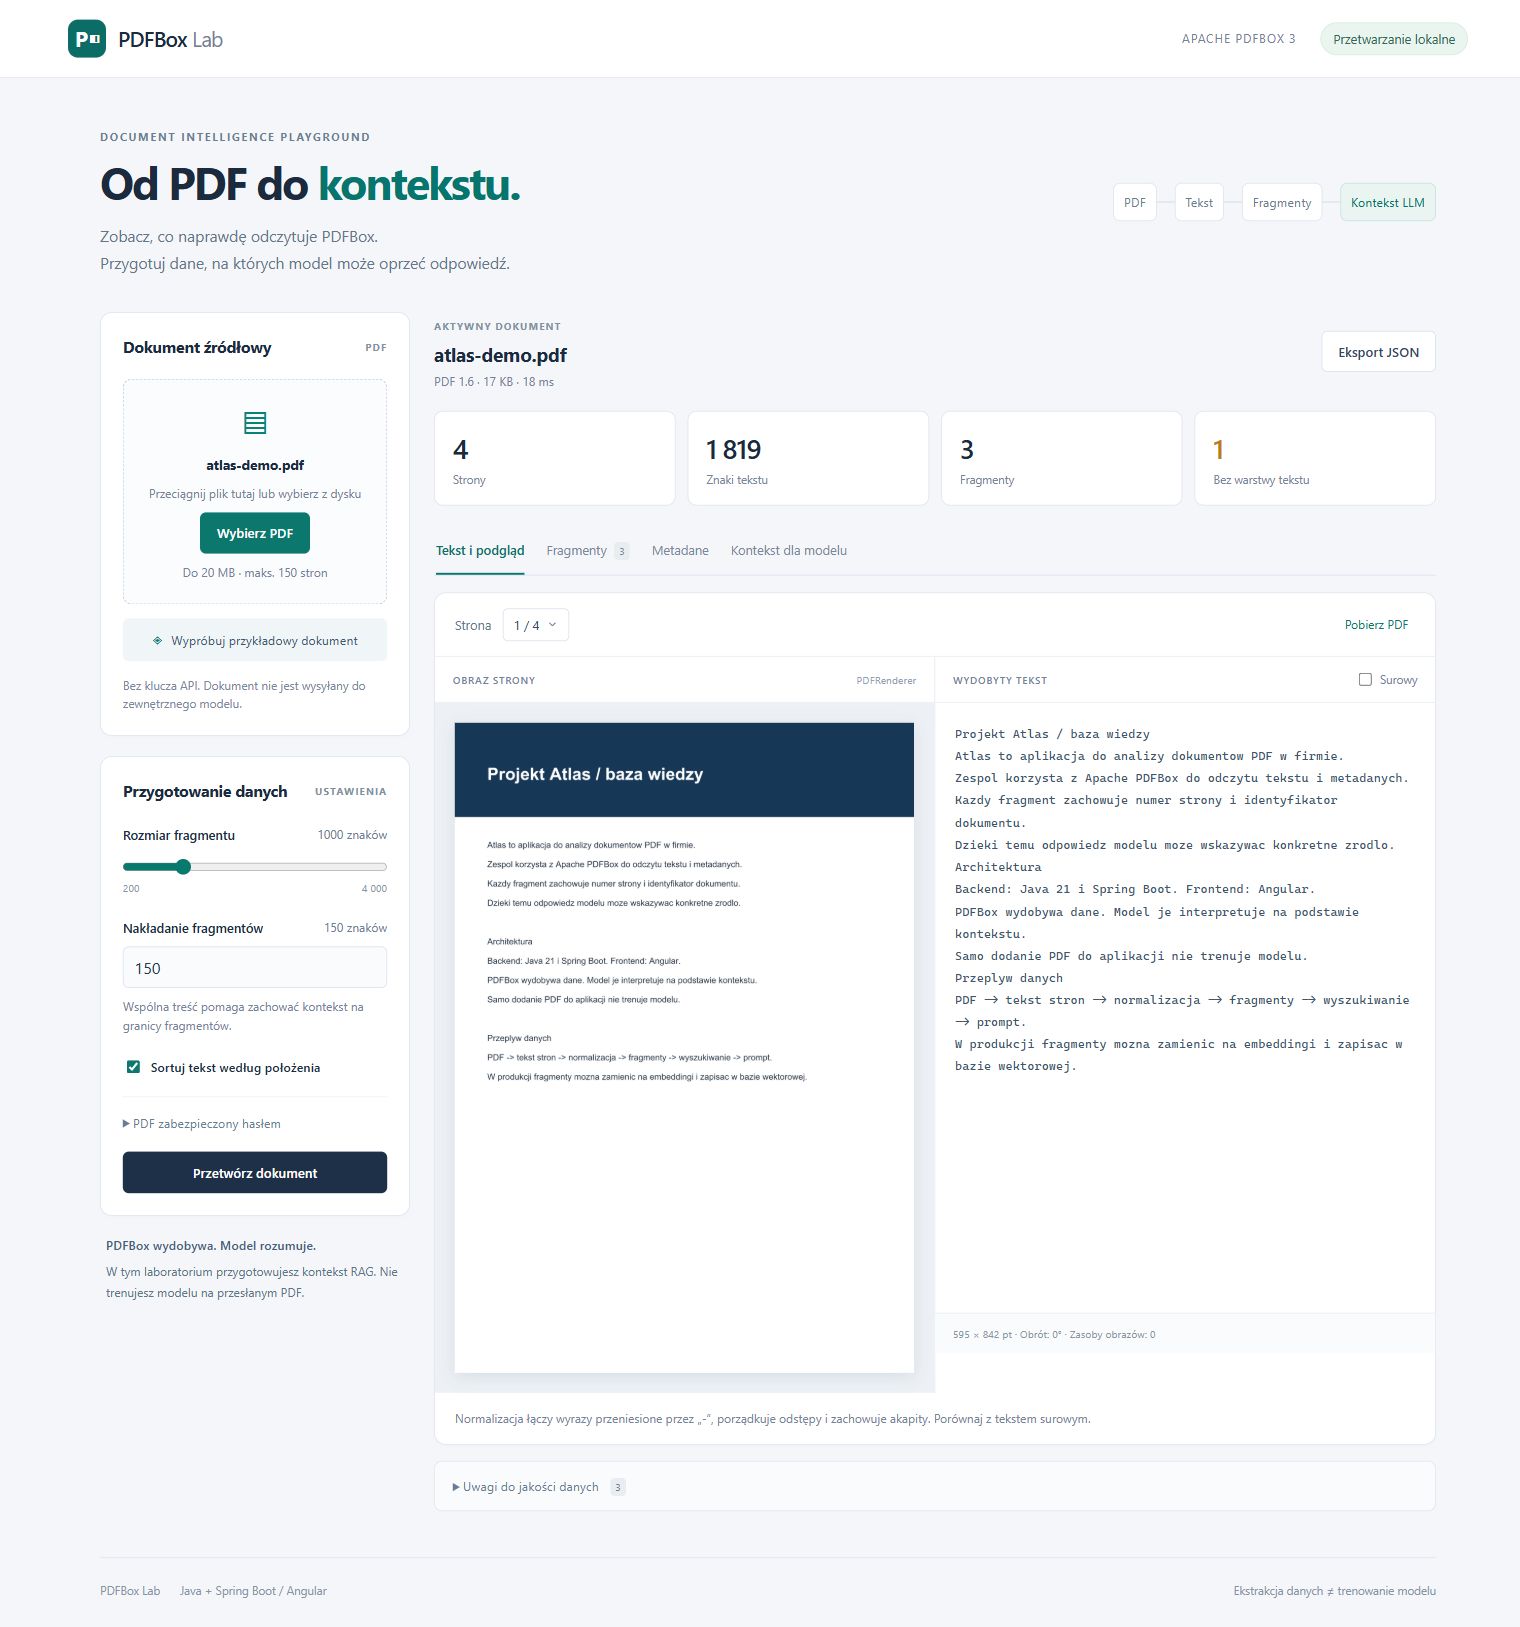 PDFBox Lab
APACHE PDFBOX 3
Przetwarzanie lokalne
DOCUMENT INTELLIGENCE PLAYGROUND
Od PDF do kontekstu.
Zobacz, co naprawdę odczytuje PDFBox.
Przygotuj dane, na których model może oprzeć odpowiedź.
PDF
Tekst
Fragmenty
Kontekst LLM
Dokument źródłowy
PDF
atlas-demo.pdf
Przeciągnij plik tutaj lub wybierz z dysku
Wybierz PDF
Do 20 MB · maks. 150 stron
Wypróbuj przykładowy dokument
Bez klucza API. Dokument nie jest wysyłany do
zewnętrznego modelu.
Przygotowanie danych
USTAWIENIA
Rozmiar fragmentu
1000 znaków
200
4 000
Nakładanie fragmentów
150 znaków
150
Wspólna treść pomaga zachować kontekst na
granicy fragmentów.
Sortuj tekst według położenia
PDF zabezpieczony hasłem
Przetwórz dokument
PDFBox wydobywa. Model rozumuje.
W tym laboratorium przygotowujesz kontekst RAG. Nie
trenujesz modelu na przesłanym PDF.
AKTYWNY DOKUMENT
atlas-demo.pdf
PDF 1.6 · 17 KB · 18 ms
Eksport JSON
4
Strony
1 819
Znaki tekstu
3
Fragmenty
1
Bez warstwy tekstu
Tekst i podgląd
Fragmenty 3
Metadane
Kontekst dla modelu
Strona
1 / 4
Pobierz PDF
OBRAZ STRONY
PDFRenderer
Projekt Atlas / baza wiedzy
Atlas to aplikacja do analizy dokumentow PDF w firmie.
Zespol korzysta z Apache PDFBox do odczytu tekstu i metadanych.
Kazdy fragment zachowuje numer strony i identyfikator dokumentu.
Dzieki temu odpowiedz modelu moze wskazywac konkretne zrodlo.
Architektura
Backend: Java 21 i Spring Boot. Frontend: Angular.
PDFBox wydobywa dane. Model je interpretuje na podstawie kontekstu.
Samo dodanie PDF do aplikacji nie trenuje modelu.
Przeplyw danych
PDF -> tekst stron -> normalizacja -> fragmenty -> wyszukiwanie -> prompt.
W produkcji fragmenty mozna zamienic na embeddingi i zapisac w bazie wektorowej.
WYDOBYTY TEKST
Surowy
Projekt Atlas / baza wiedzy
Atlas to aplikacja do analizy dokumentow PDF w firmie.
Zespol korzysta z Apache PDFBox do odczytu tekstu i metadanych.
Kazdy fragment zachowuje numer strony i identyfikator
dokumentu.
Dzieki temu odpowiedz modelu moze wskazywac konkretne zrodlo.
Architektura
Backend: Java 21 i Spring Boot. Frontend: Angular.
PDFBox wydobywa dane. Model je interpretuje na podstawie
kontekstu.
Samo dodanie PDF do aplikacji nie trenuje modelu.
Przeplyw danych
PDF -> tekst stron -> normalizacja -> fragmenty -> wyszukiwanie
-> prompt.
W produkcji fragmenty mozna zamienic na embeddingi i zapisac w
bazie wektorowej.
595 × 842 pt · Obrót: 0° · Zasoby obrazów: 0
Normalizacja łączy wyrazy przeniesione przez „-”, porządkuje odstępy i zachowuje akapity. Porównaj z tekstem surowym.
Uwagi do jakości danych 3
PDFBox Lab
Java + Spring Boot / Angular
Ekstrakcja danych ≠ trenowanie modelu